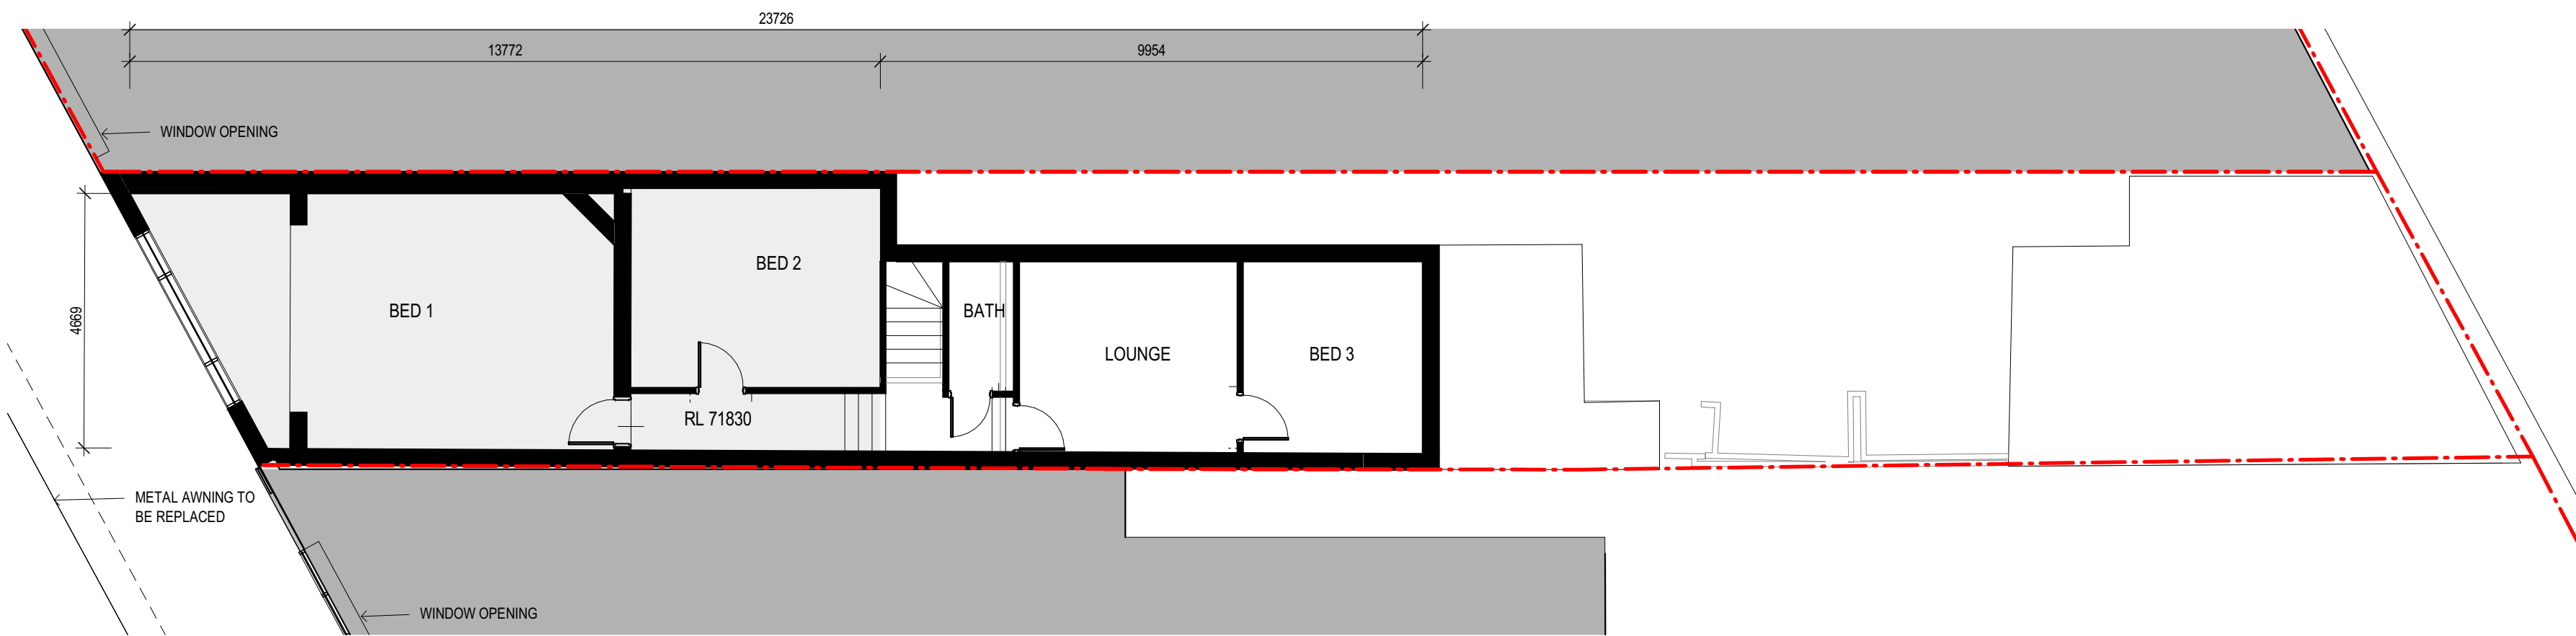 23726
13772
9954
WINDOW OPENING
4669
BED 1
BED 2
BATH
LOUNGE
BED 3
RL 71830
METAL AWNING TO
BE REPLACED
WINDOW OPENING